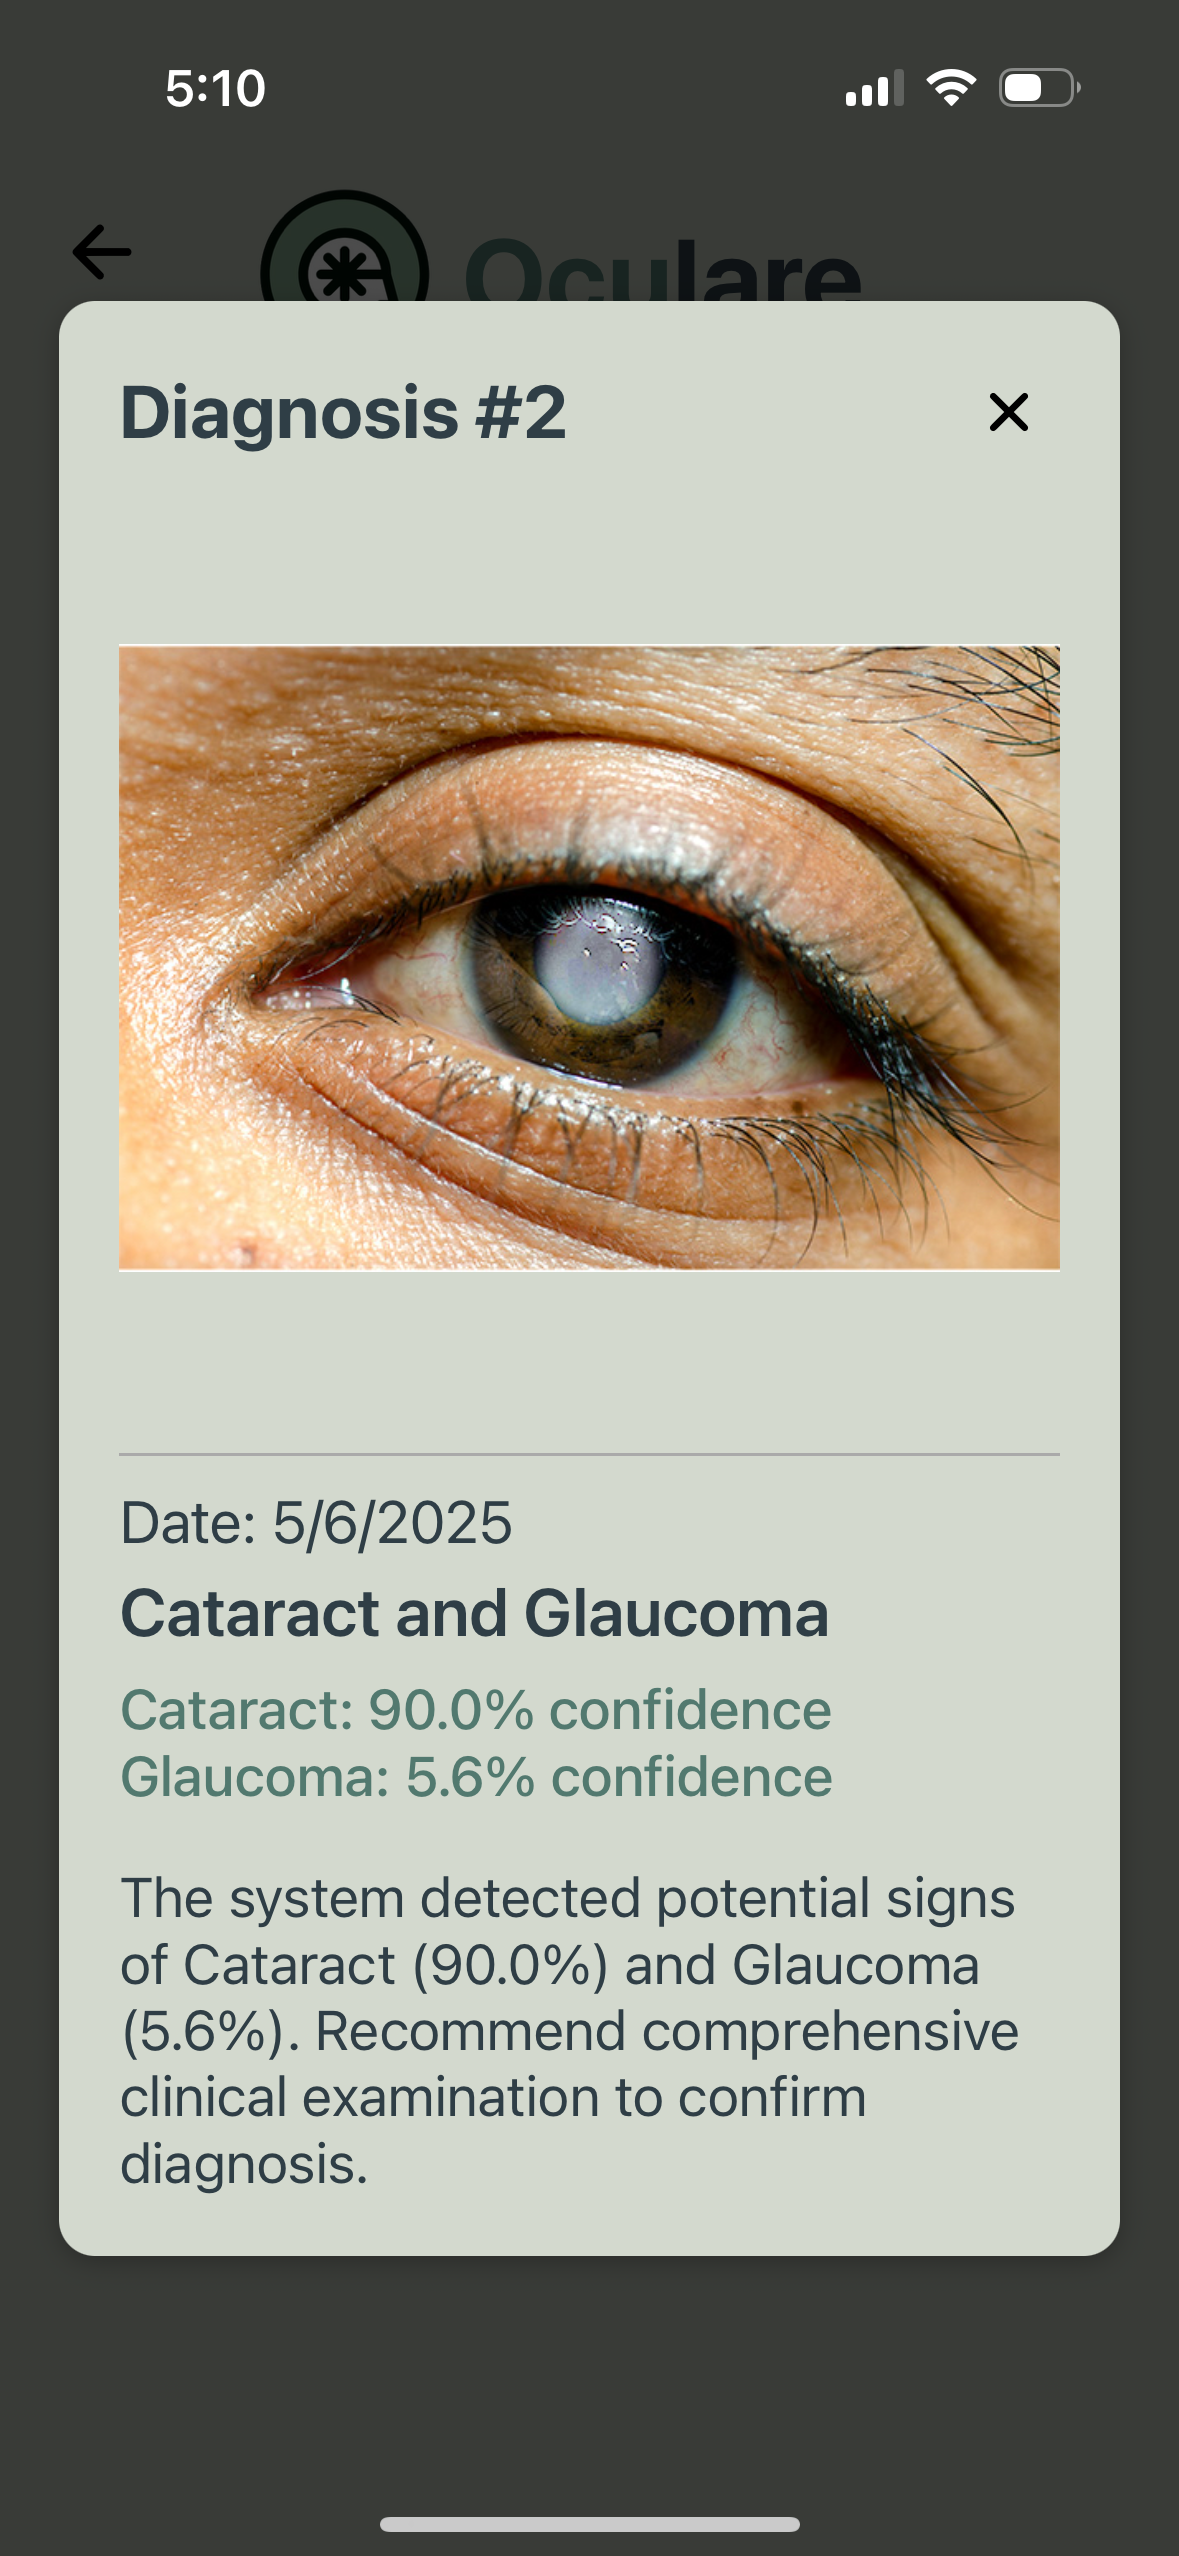 5:10
Oculare
Diagnosis #2
Date: 5/6/2025
Cataract and Glaucoma
Cataract: 90.0% confidence
Glaucoma: 5.6% confidence
The system detected potential signs
of Cataract (90.0%) and Glaucoma
(5.6%). Recommend comprehensive
clinical examination to confirm
diagnosis.